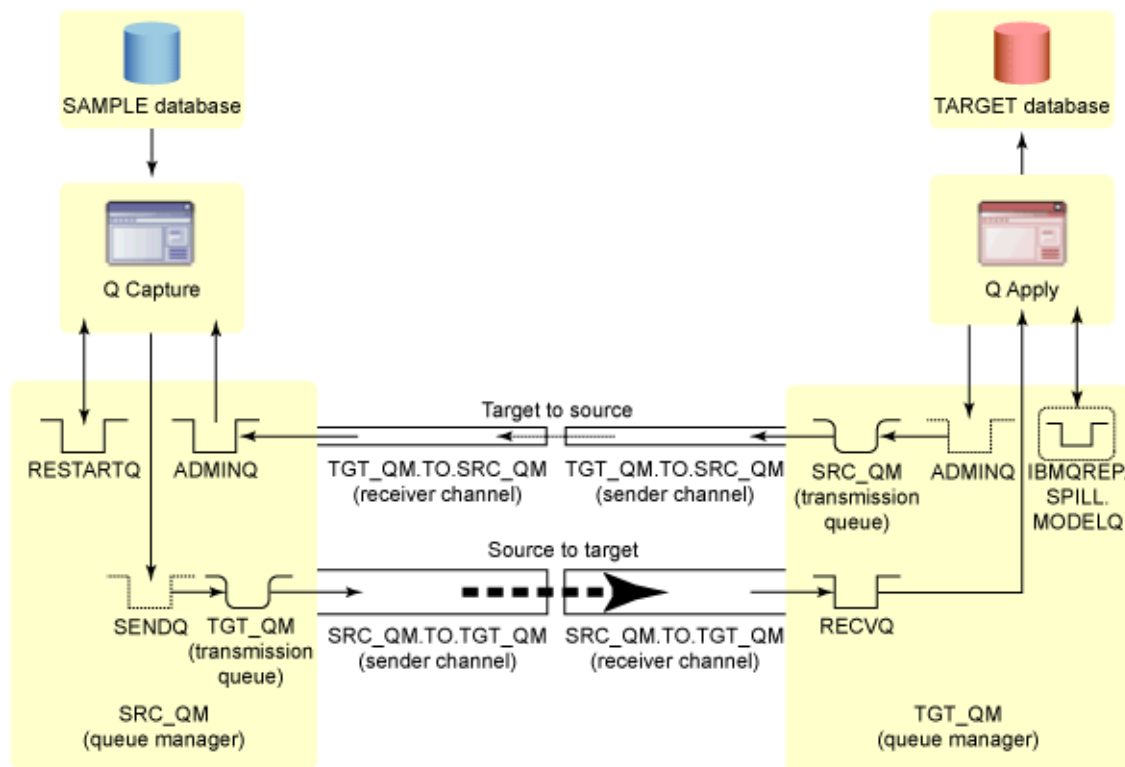 SAMPLE database
TARGET database
Q Capture
Q Apply
Target to source
RESTARTQ
ADMINQ
TGT_QM.TO.SRC_QM
(receiver channel)
TGT_QM.TO.SRC_QM
(sender channel)
SRC_QM
(transmission
queue)
ADMINQ
IBMQREP.
SPILL.
MODELQ
Source to target
SENDQ
TGT_QM
(transmission
queue)
SRC_QM.TO.TGT_QM
(sender channel)
SRC_QM.TO.TGT_QM
(receiver channel)
RECVQ
SRC_QM
(queue manager)
TGT_QM
(queue manager)